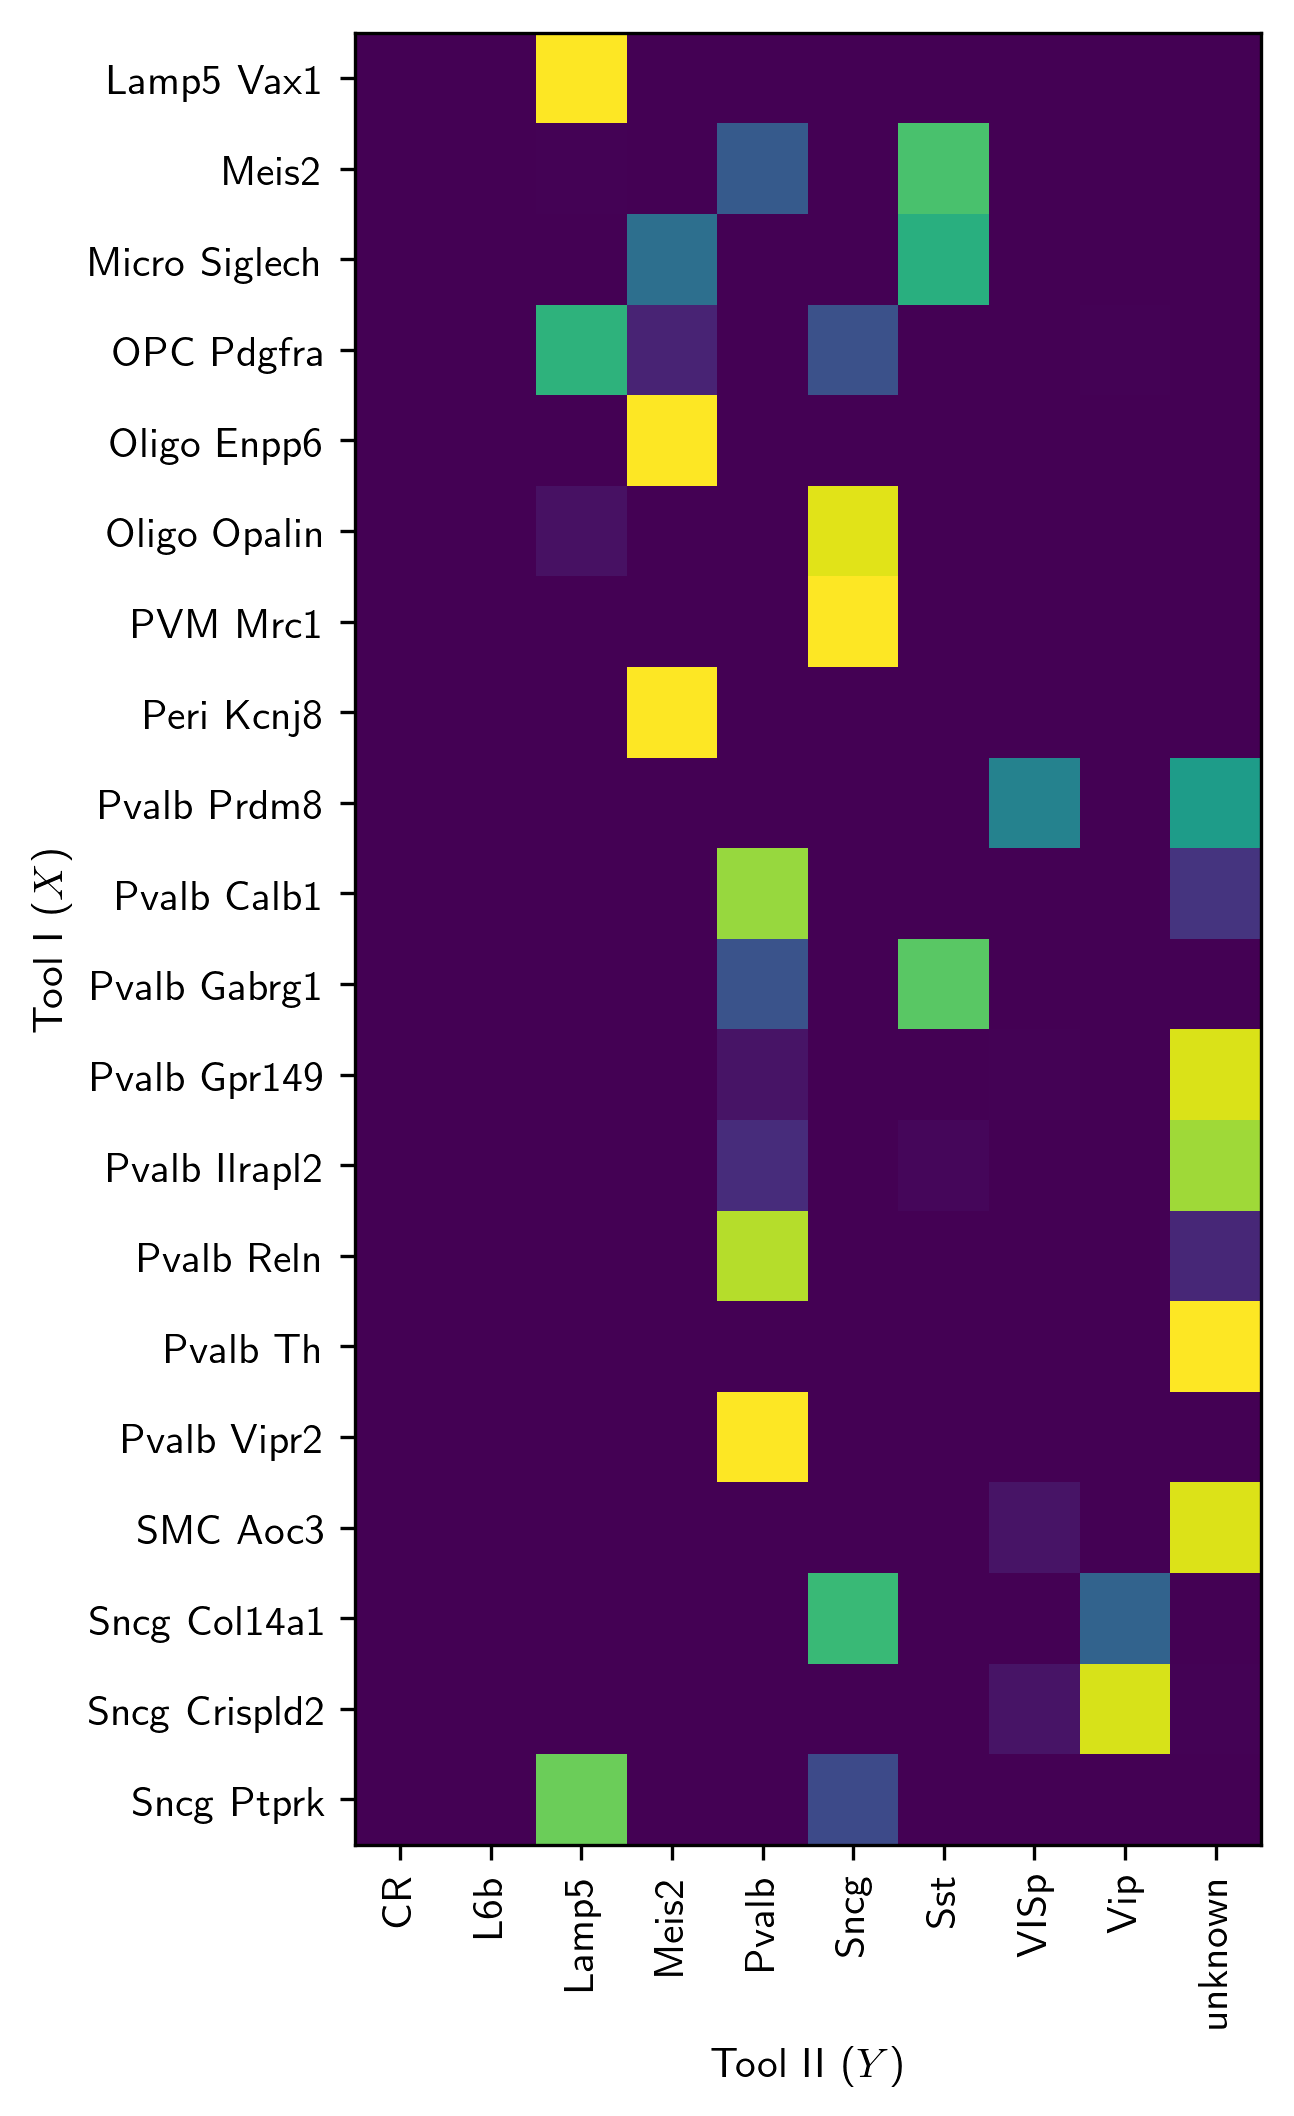 Lamp5 Vax1
Meis2
Micro Siglech
OPC Pdgfra
Oligo Enpp6
Oligo Opalin
PVM Mrc1
Peri Kcnj8
Pvalb Prdm8
Pvalb Calb1
Pvalb Gabrg1
Pvalb Gpr149
Pvalb Ilrapl2
Pvalb Reln
Pvalb Th
Pvalb Vipr2
SMC Aoc3
Sncg Col14a1
Sncg Crispld2
Sncg Ptprk
Tool I (X)
CR
L6b
Lamp5
Meis2
Pvalb
Sncg
Sst
VISp
Vip
unknown
Tool II (Y)